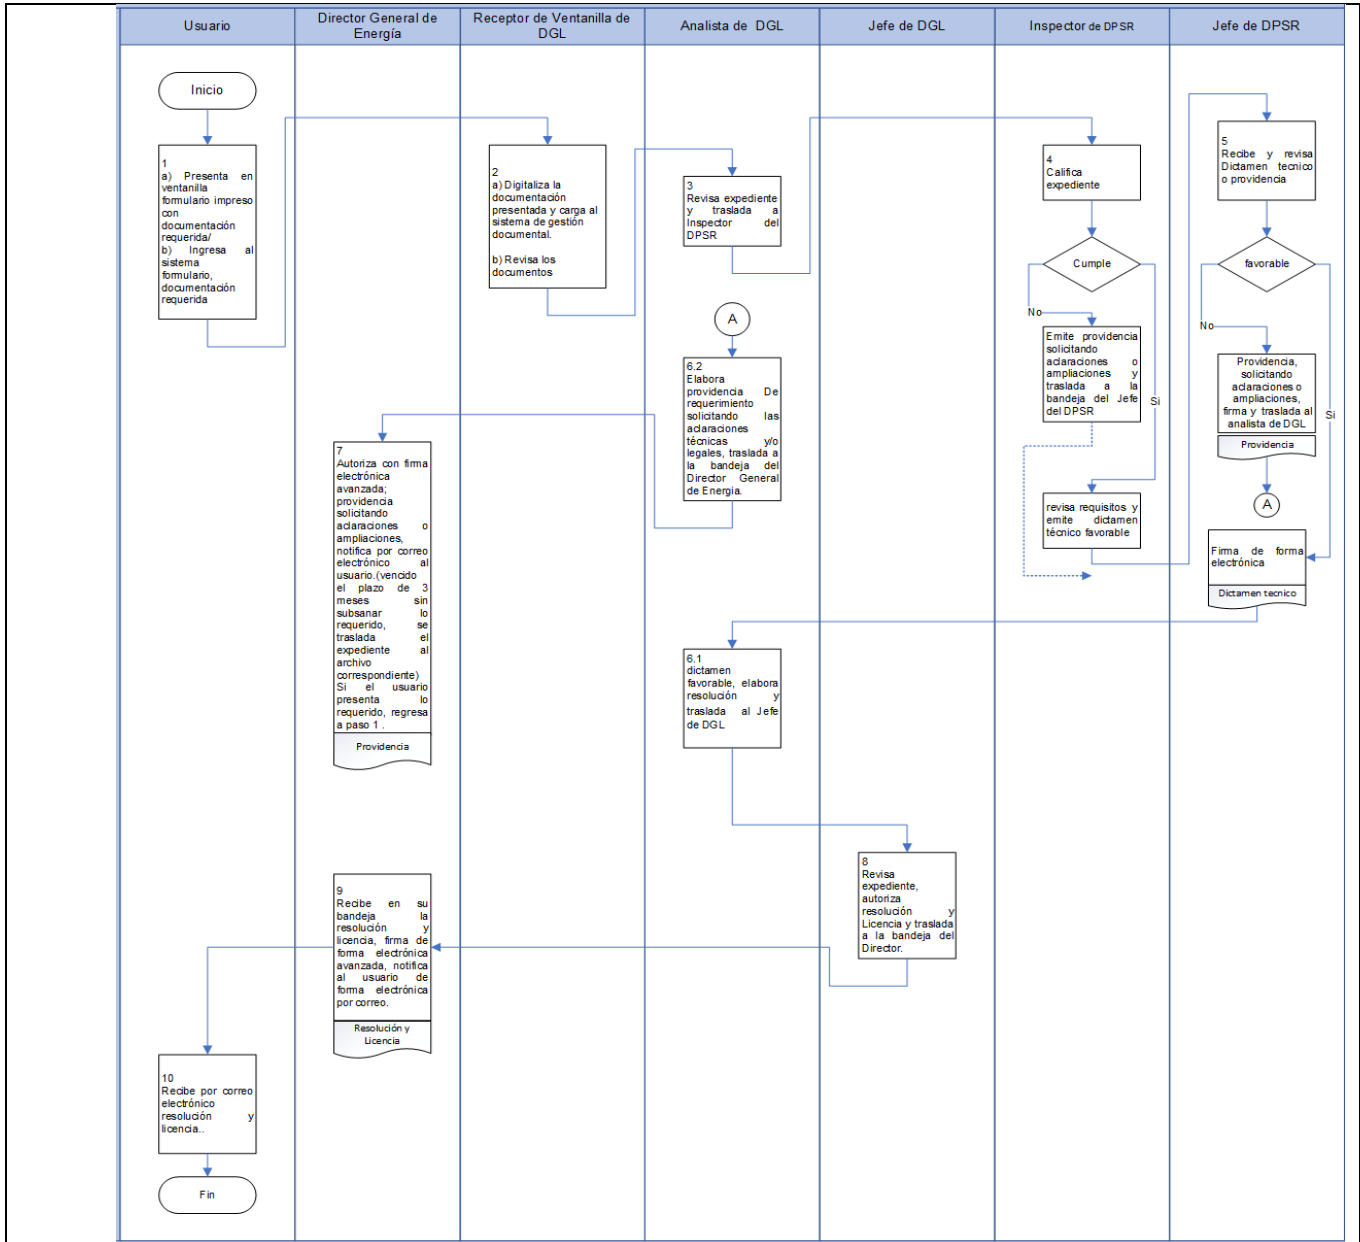 Usuario
Director General de
Energía
Receptor de Ventanilla de
DGL
Analista de DGL
Jefe de DGL
Inspector de DPSR
Jefe de DPSR
Inicio
1
a) Presenta en
ventanilla
formulario impreso
con
documentación
requerida/
b) Ingresa al
sistema
formulario,
documentación
requerida
2
a) Digitaliza la
documentación
presentada y carga al
sistema de gestión
documental.
b) Revisa los
documentos
3
Revisa expediente
y traslada a
Inspector del
DPSR
4
Califica
expediente
5
Recibe y revisa
Dictamen tecnico
o providencia
Cumple
favorable
No
No
Si
Si
Emite providencia
solicitando
aclaraciones o
ampliaciones y
traslada a la
bandeja del Jefe
del DPSR
Providencia,
solicitando
aclaraciones o
ampliaciones,
firma y traslada al
analista de DGL
Providencia
A
A
6.2
Elabora
providencia De
requerimiento
solicitando las
aclaraciones
técnicas y/o
legales, traslada a
la bandeja del
Director General
de Energia.
7
Autoriza con firma
electrónica
avanzada;
providencia
solicitando
aclaraciones o
ampliaciones,
notifica por correo
electrónico al
usuario.(vencido
el plazo de 3
meses sin
subsanar lo
requerido, se
traslada el
expediente al
archivo
correspondiente)
Si el usuario
presenta lo
requerido, regresa
a paso 1 .
Providencia
revisa requisitos y
emite dictamen
técnico favorable
Firma de forma
electrónica
Dictamen tecnico
6.1
dictamen
favorable, elabora
resolución y
traslada al Jefe
de DGL
8
Revisa
expediente,
autoriza
resolución y
Licencia y traslada
a la bandeja del
Director.
9
Recibe en su
bandeja la
resolución y
licencia, firma de
forma electrónica
avanzada, notifica
al usuario de
forma electrónica
por correo.
Resolución y
Licencia
10
Recibe por correo
electrónico
resolución y
licencia..
Fin